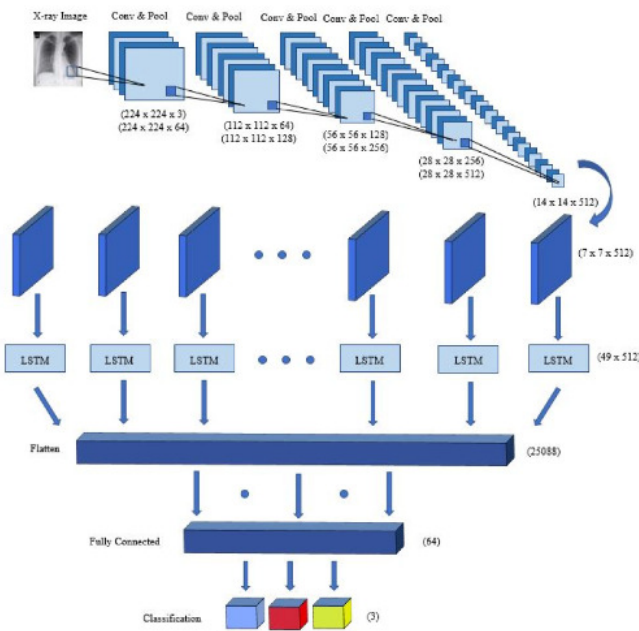 X-ray Image
Conv & Pool
Conv & Pool
Conv & Pool
Conv & Pool
Conv & Pool
(224 x 224 x 3)
(224 x 224 x 64)
(112 x 112 x 64)
(112 x 112 x 128)
(56 x 56 x 128)
(56 x 56 x 256)
(28 x 28 x 256)
(28 x 28 x 512)
(14 x 14 x 512)
(7 x 7 x 512)
LSTM
LSTM
LSTM
LSTM
LSTM
LSTM
(49 x 512)
Flatten
(25088)
Fully Connected
(64)
Classification
(3)